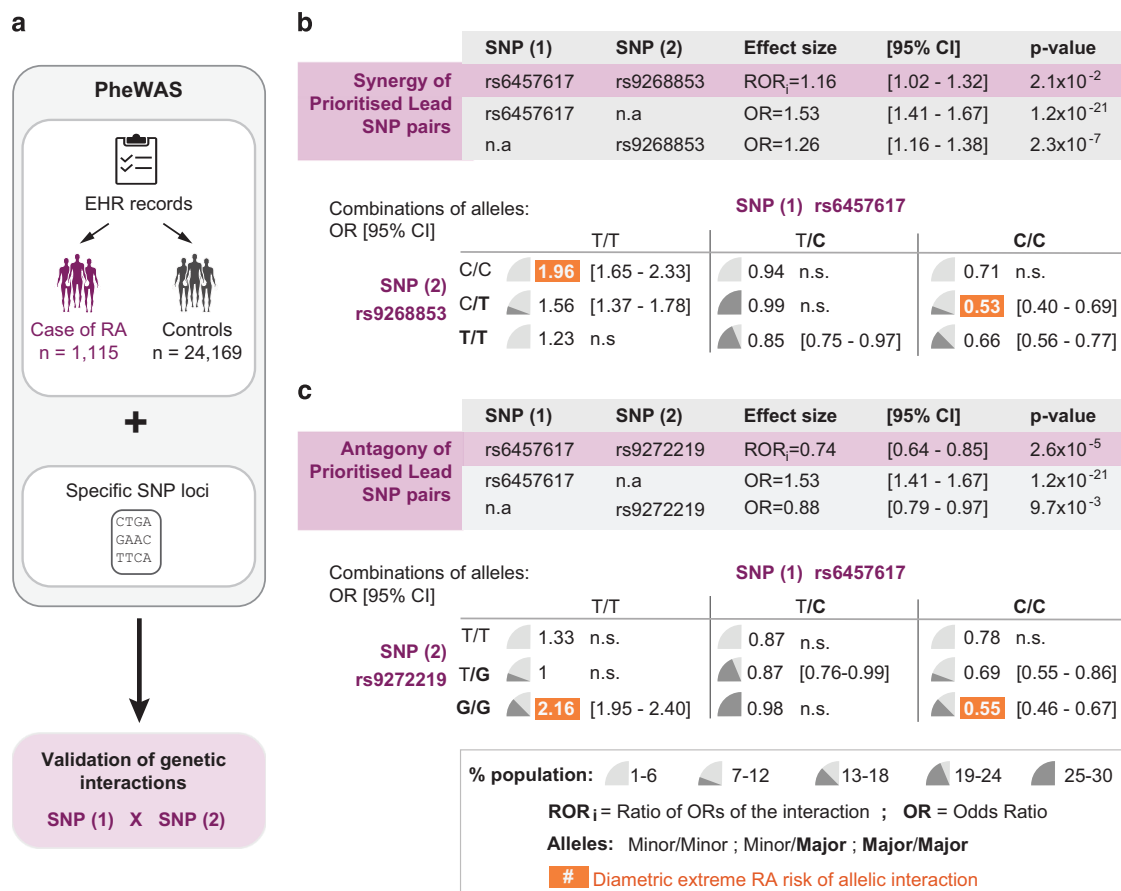 a
PheWAS
EHR records
Case of RA
n = 1,115
Controls
n = 24,169
+
Specific SNP loci
CTGA
GAAC
TTCA
Validation of genetic
interactions
SNP (1) X SNP (2)
b
SNP (1) SNP (2) Effect size [95% CI] p-value
Synergy of
Prioritised Lead
SNP pairs
rs6457617 rs9268853 RORi=1.16 [1.02 - 1.32] 2.1x10-2
rs6457617 n.a OR=1.53 [1.41 - 1.67] 1.2x10-21
n.a rs9268853 OR=1.26 [1.16 - 1.38] 2.3x10-7
Combinations of alleles:
OR [95% CI]
SNP (1) rs6457617
T/T T/C C/C
SNP (2)
rs9268853
C/C 1.96 [1.65 - 2.33] 0.94 n.s. 0.71 n.s.
C/T 1.56 [1.37 - 1.78] 0.99 n.s. 0.53 [0.40 - 0.69]
T/T 1.23 n.s 0.85 [0.75 - 0.97] 0.66 [0.56 - 0.77]
c
SNP (1) SNP (2) Effect size [95% CI] p-value
Antagony of
Prioritised Lead
SNP pairs
rs6457617 rs9272219 RORi=0.74 [0.64 - 0.85] 2.6x10-5
rs6457617 n.a OR=1.53 [1.41 - 1.67] 1.2x10-21
n.a rs9272219 OR=0.88 [0.79 - 0.97] 9.7x10-3
Combinations of alleles:
OR [95% CI]
SNP (1) rs6457617
T/T T/C C/C
SNP (2)
rs9272219
T/T 1.33 n.s. 0.87 n.s. 0.78 n.s.
T/G 1 n.s. 0.87 [0.76-0.99] 0.69 [0.55 - 0.86]
G/G 2.16 [1.95 - 2.40] 0.98 n.s. 0.55 [0.46 - 0.67]
% population: 1-6 7-12 13-18 19-24 25-30
RORi = Ratio of ORs of the interaction ; OR = Odds Ratio
Alleles: Minor/Minor ; Minor/Major ; Major/Major
# Diametric extreme RA risk of allelic interaction